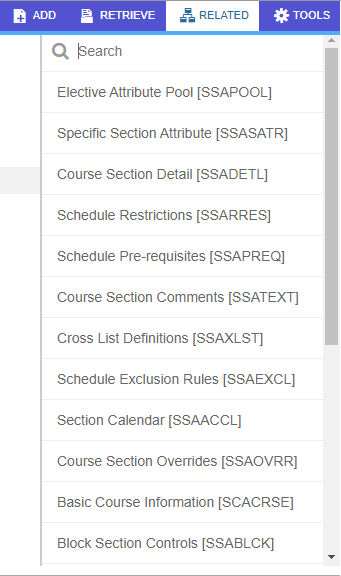 ADD RETRIEVE RELATED TOOLS
Search
Elective Attribute Pool [SSAPOOL]
Specific Section Attribute [SSASATR]
Course Section Detail [SSADETL]
Schedule Restrictions [SSARRES]
Schedule Pre-requisites [SSAPREQ]
Course Section Comments [SSATEXT]
Cross List Definitions [SSAXLST]
Schedule Exclusion Rules [SSAEXCL]
Section Calendar [SSAACCL]
Course Section Overrides [SSAOVRR]
Basic Course Information [SCACRSE]
Block Section Controls [SSABLCK]